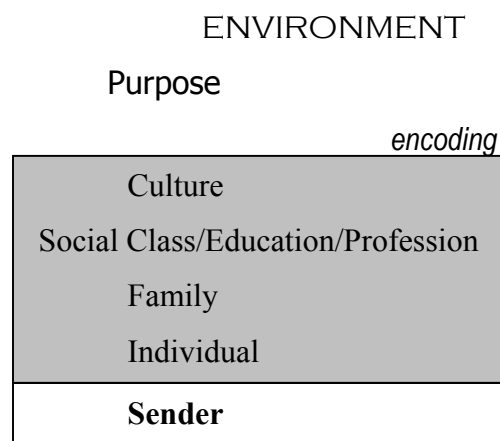 ENVIRONMENT
Purpose
encoding
Culture
Social Class/Education/Profession
Family
Individual
Sender